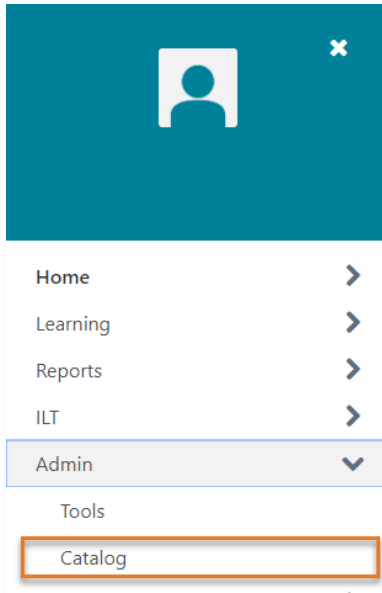 Home
Learning
Reports
ILT
Admin
Tools
Catalog